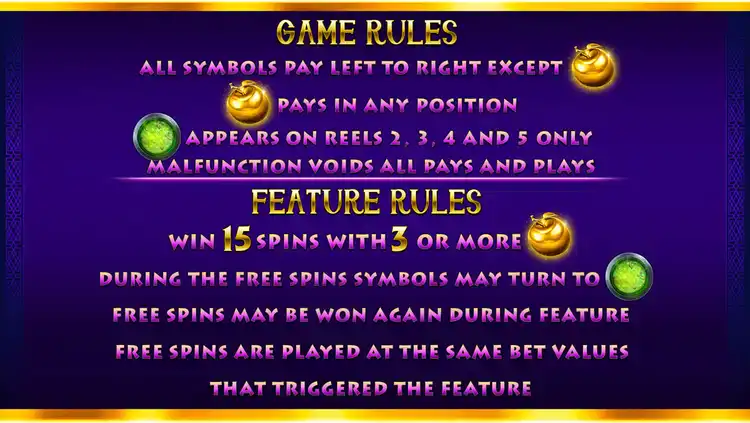 GAME RULES
ALL SYMBOLS PAY LEFT TO RIGHT EXCEPT
PAYS IN ANY POSITION
APPEARS ON REELS 2, 3, 4 AND 5 ONLY
MALFUNCTION VOIDS ALL PAYS AND PLAYS
FEATURE RULES
WIN 15 SPINS WITH 3 OR MORE
DURING THE FREE SPINS SYMBOLS MAY TURN TO
FREE SPINS MAY BE WON AGAIN DURING FEATURE
FREE SPINS ARE PLAYED AT THE SAME BET VALUES
THAT TRIGGERED THE FEATURE